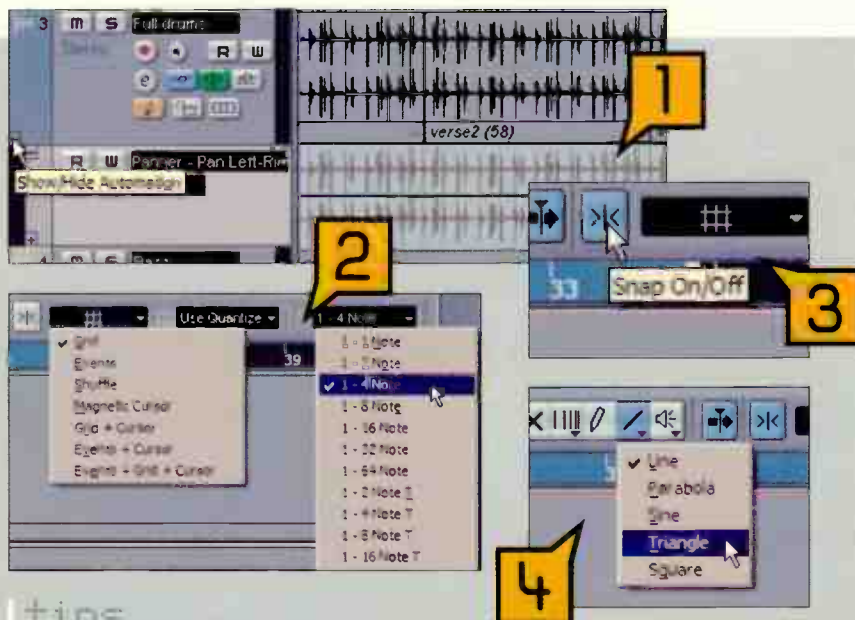 3 m S Full drums
Stereo
R W
e
verse2 (58)
1
R W Panner - Pan Left-Rig
Show/Hide Automation
4 m S Bass
33
Snap On/Off
3
2
Use Quantize
1 - 4 Note
39
Grid
Events
Shuffle
Magnetic Cursor
Grid + Cursor
Events + Cursor
Events + Grid + Cursor
1 - 1 Note
1 - 2 Note
1 - 4 Note
1 - 8 Note
1 - 16 Note
1 - 32 Note
1 - 64 Note
1 - 2 Note T
1 - 4 Note T
1 - 8 Note T
1 - 16 Note T
Line
Parabola
Sine
Triangle
Square
4
tips